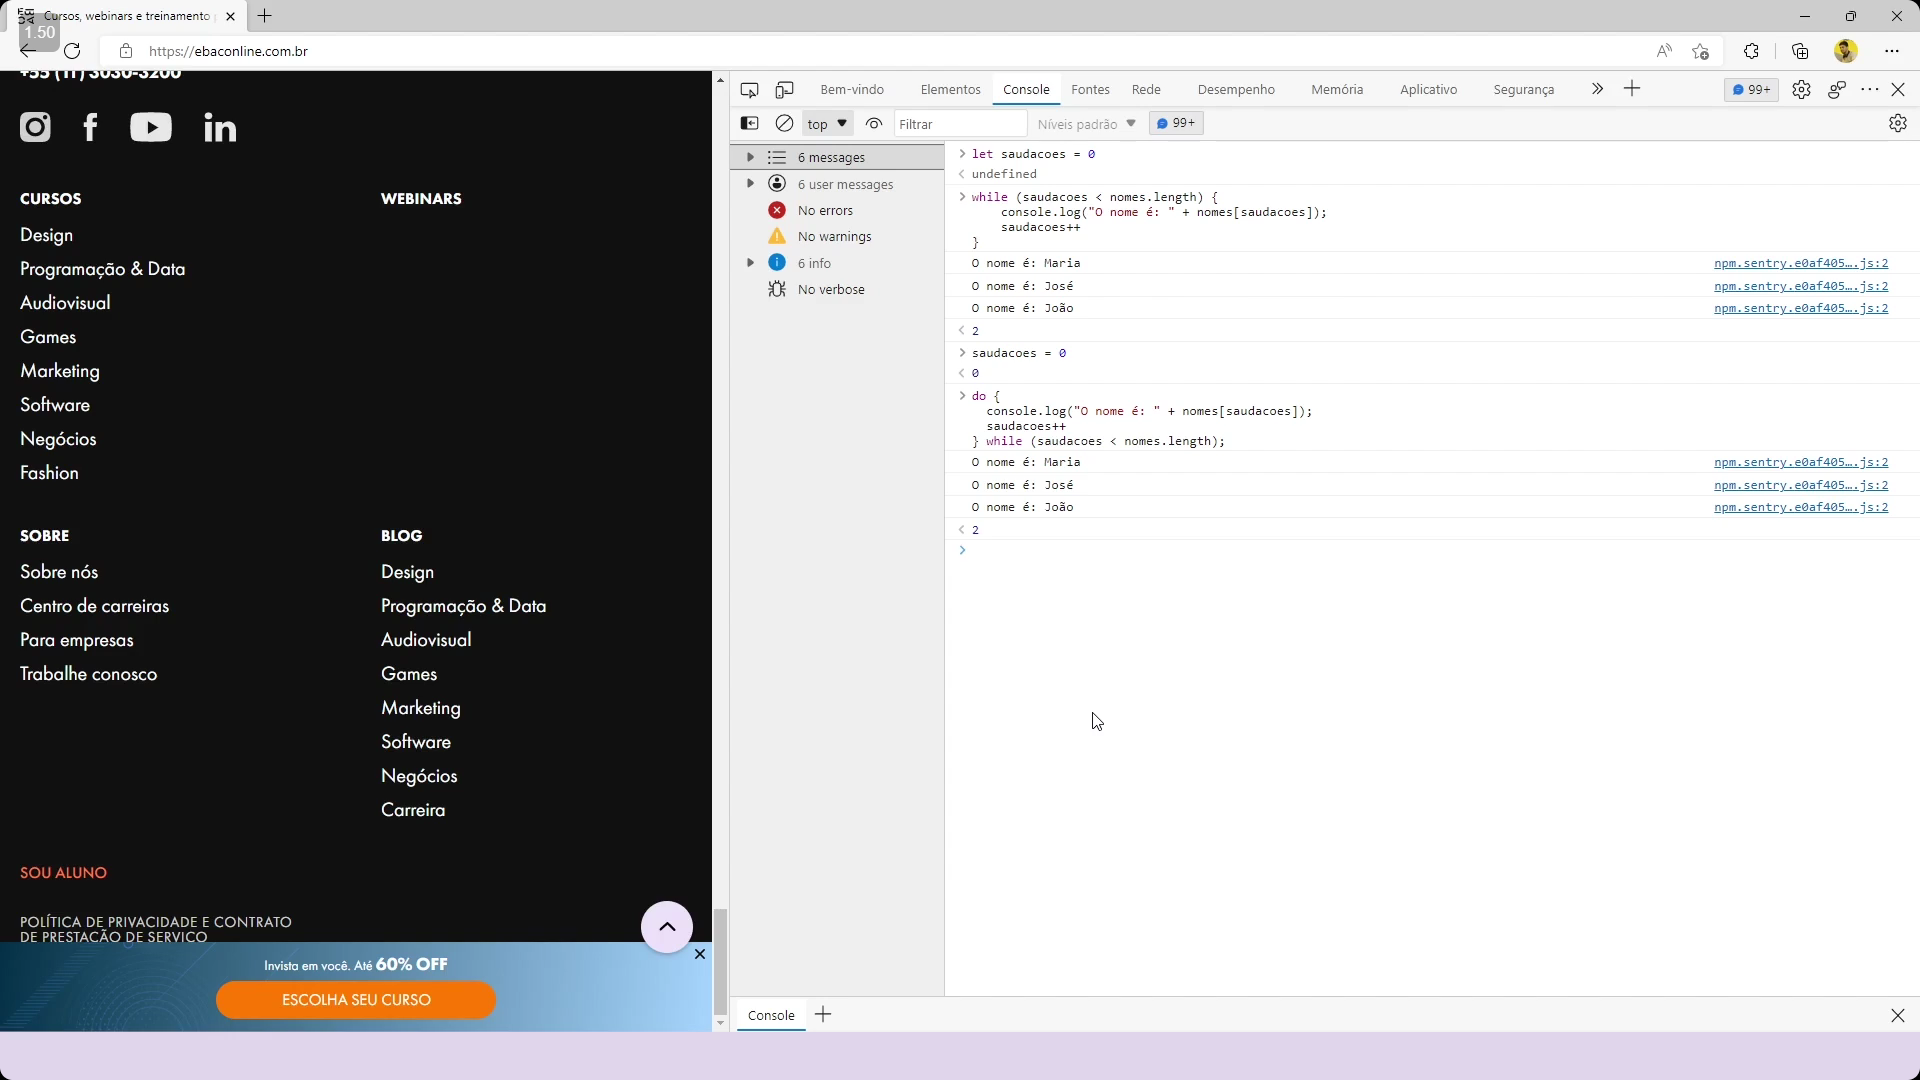 Cursos, webinars e treinamento
1.50
https://ebaconline.com.br
+55 (11) 3030-3200
CURSOS
Design
Programação & Data
Audiovisual
Games
Marketing
Software
Negócios
Fashion
WEBINARS
SOBRE
Sobre nós
Centro de carreiras
Para empresas
Trabalhe conosco
BLOG
Design
Programação & Data
Audiovisual
Games
Marketing
Software
Negócios
Carreira
SOU ALUNO
POLÍTICA DE PRIVACIDADE E CONTRATO
DE PRESTAÇÃO DE SERVIÇO
Invista em você. Até 60% OFF
ESCOLHA SEU CURSO
Bem-vindo Elementos Console Fontes Rede Desempenho Memória Aplicativo Segurança 99+
top Filtrar Níveis padrão 99+
6 messages
6 user messages
No errors
No warnings
6 info
No verbose
> let saudacoes = 0
< undefined
> while (saudacoes < nomes.length) {
console.log("O nome é: " + nomes[saudacoes]);
saudacoes++
}
O nome é: Maria npm.sentry.e0af405….js:2
O nome é: José npm.sentry.e0af405….js:2
O nome é: João npm.sentry.e0af405….js:2
< 2
> saudacoes = 0
< 0
> do {
console.log("O nome é: " + nomes[saudacoes]);
saudacoes++
} while (saudacoes < nomes.length);
O nome é: Maria npm.sentry.e0af405….js:2
O nome é: José npm.sentry.e0af405….js:2
O nome é: João npm.sentry.e0af405….js:2
< 2
>
Console